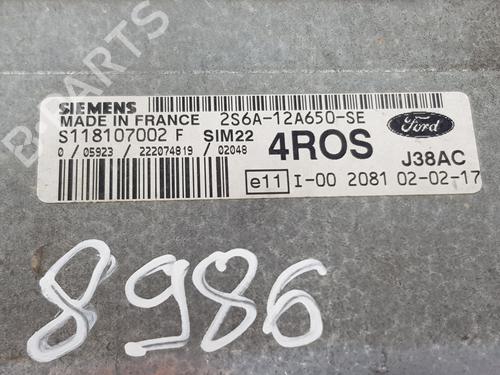 B-PARTS
SIEMENS
MADE IN FRANCE 2S6A-12A650-SE
S118107002 F SIM22 4ROS Ford J38AC
0 / 05923 / 222074819 / 02048
e11 I-00 2081 02-02-17
8986